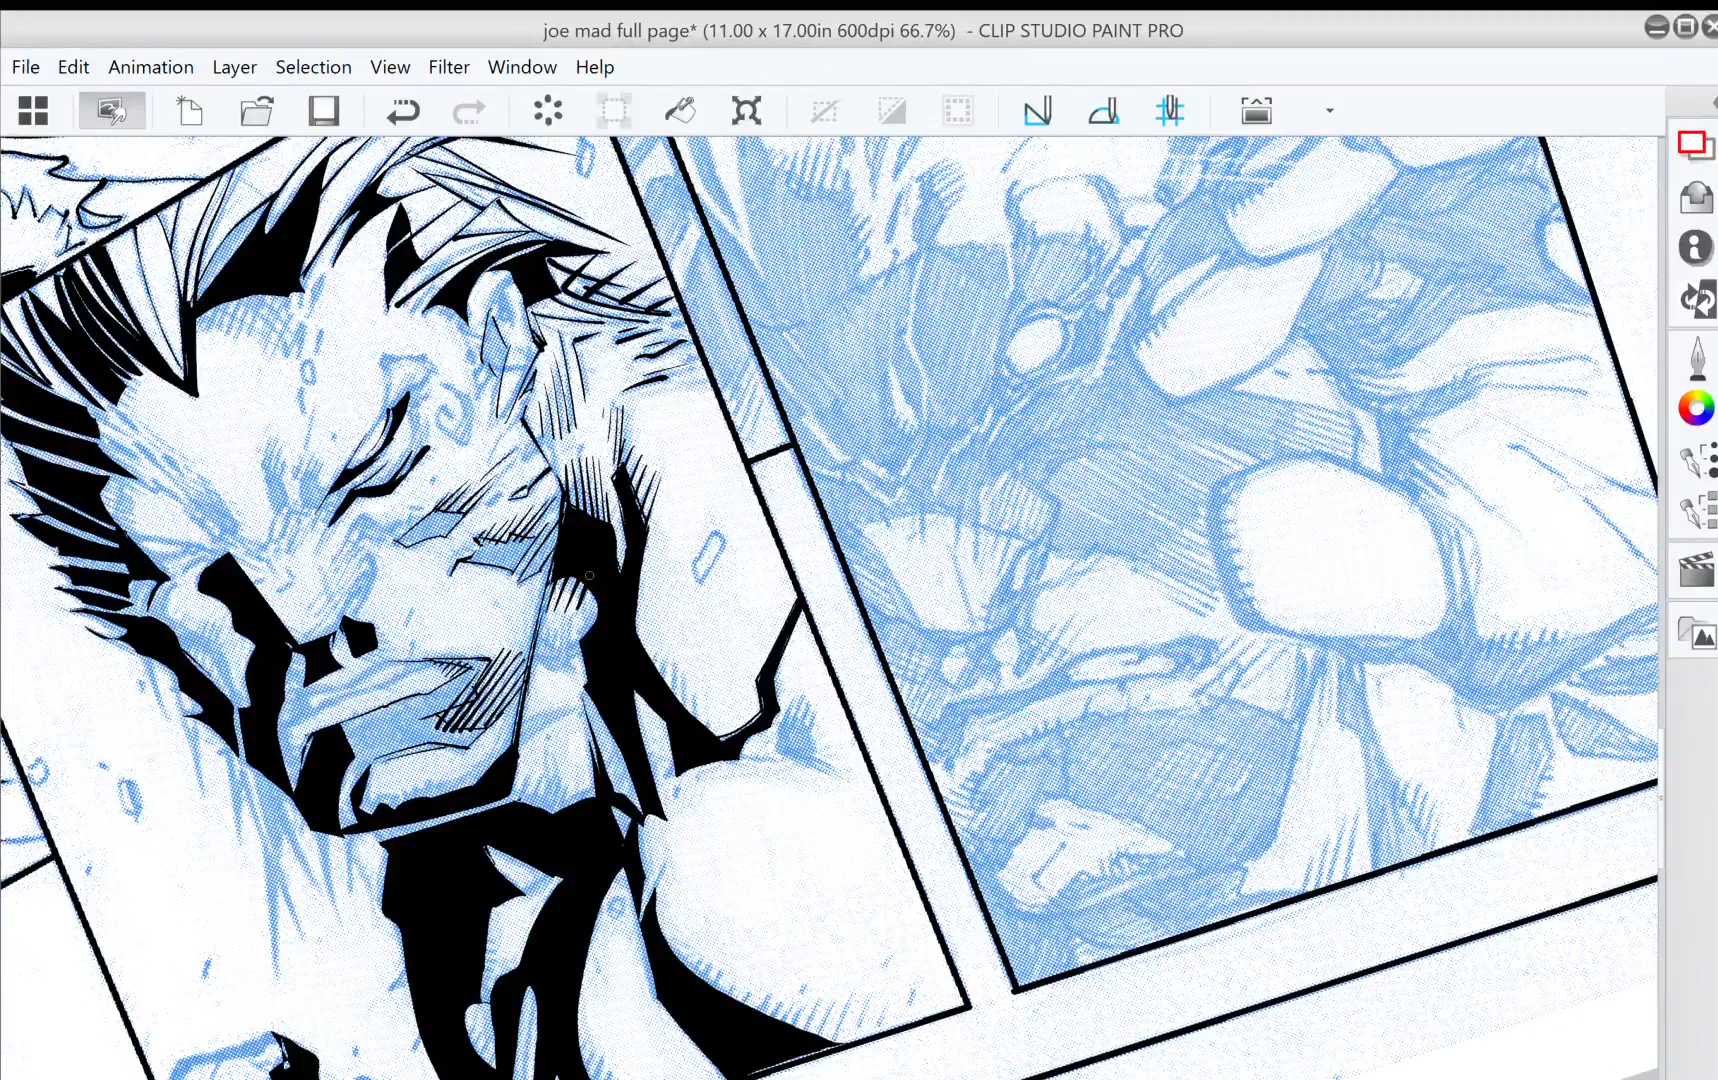 joe mad full page* (11.00 x 17.00in 600dpi 66.7%)  - CLIP STUDIO PAINT PRO
File Edit Animation Layer Selection View Filter Window Help